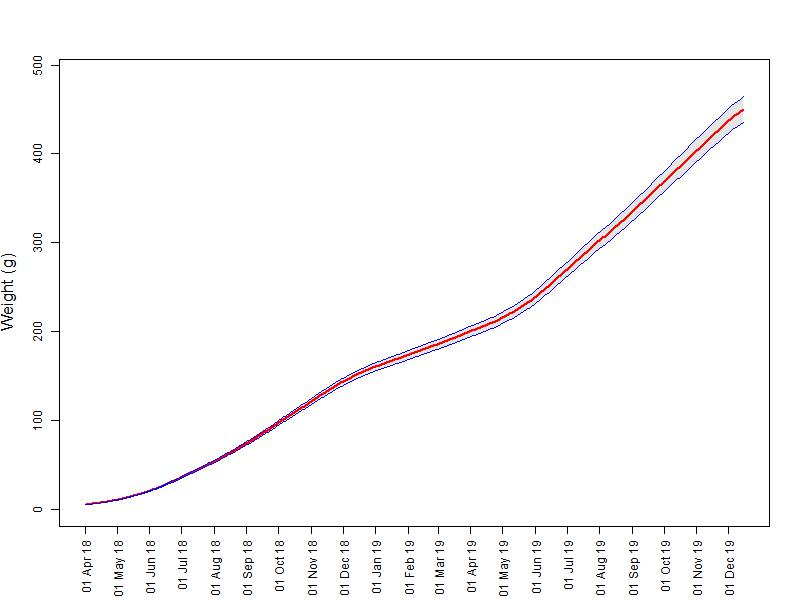 500
400
300
200
100
0
Weight (g)
01 Apr 18
01 May 18
01 Jun 18
01 Jul 18
01 Aug 18
01 Sep 18
01 Oct 18
01 Nov 18
01 Dec 18
01 Jan 19
01 Feb 19
01 Mar 19
01 Apr 19
01 May 19
01 Jun 19
01 Jul 19
01 Aug 19
01 Sep 19
01 Oct 19
01 Nov 19
01 Dec 19